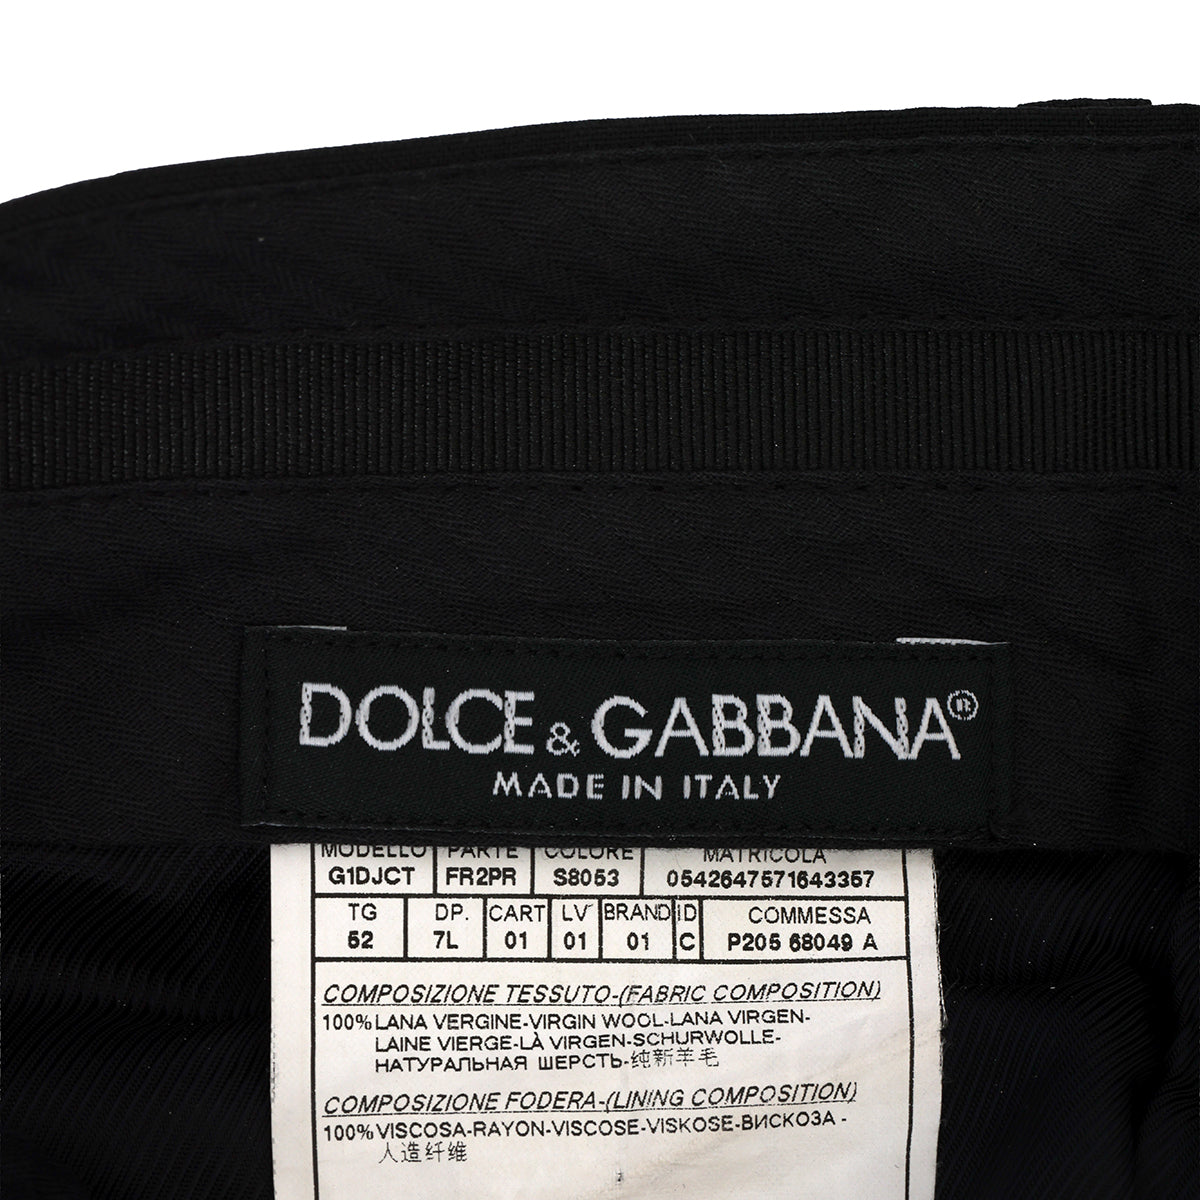 DOLCE & GABBANA®
MADE IN ITALY
MODELLO PARTE COLORE MATRICOLA
G1DJCT FR2PR S8053 0542647571643357
TG DP. CART LV BRAND ID COMMESSA
52 7L 01 01 01 C P205 68049 A
COMPOSIZIONE TESSUTO-(FABRIC COMPOSITION)
100% LANA VERGINE-VIRGIN WOOL-LANA VIRGEN-
LAINE VIERGE-LÀ VIRGEN-SCHURWOLLE-
НАТУРАЛЬНАЯ ШЕРСТЬ-纯新羊毛
COMPOSIZIONE FODERA-(LINING COMPOSITION)
100% VISCOSA-RAYON-VISCOSE-VISKOSE-ВИСКОЗА-
人造纤维